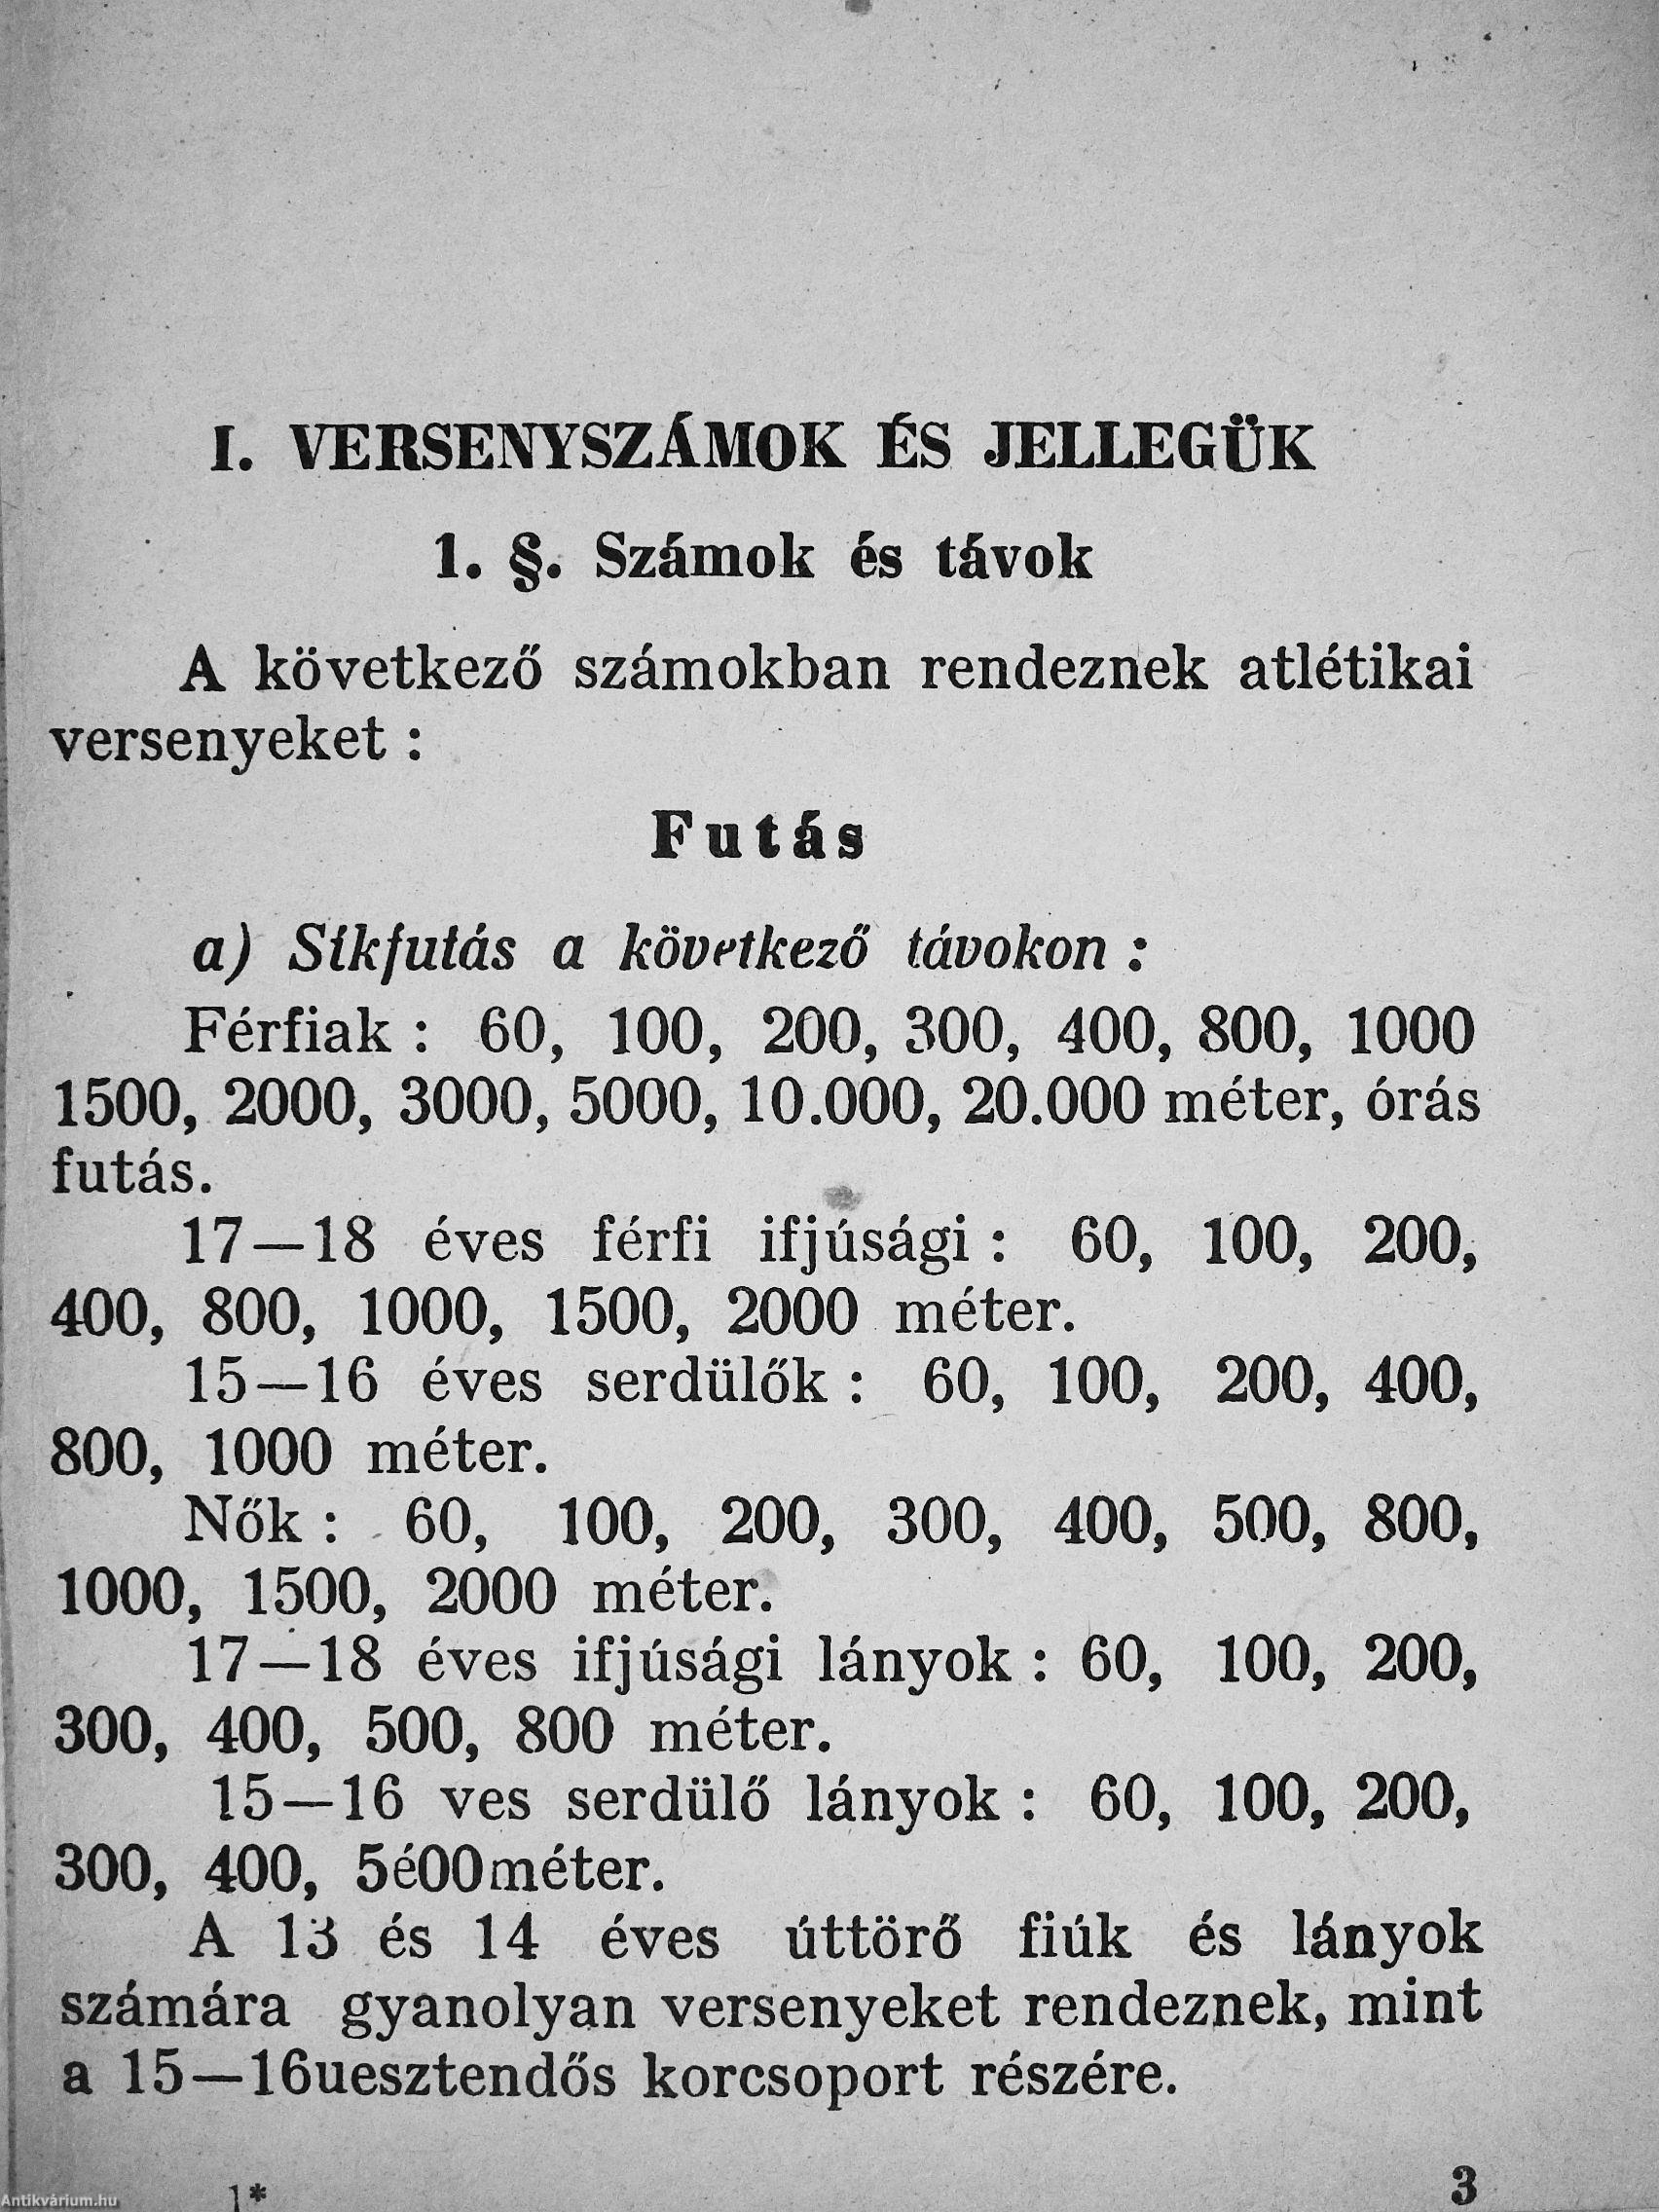 I. VERSENYSZÁMOK ÉS JELLEGÜK
1. §. Számok és távok
A következő számokban rendeznek atlétikai
versenyeket :
Futás
a) Síkfutás a következő távokon :
Férfiak : 60, 100, 200, 300, 400, 800, 1000
1500, 2000, 3000, 5000, 10.000, 20.000 méter, órás
futás.
17—18 éves férfi ifjúsági : 60, 100, 200,
400, 800, 1000, 1500, 2000 méter.
15—16 éves serdülők : 60, 100, 200, 400,
800, 1000 méter.
Nők : 60, 100, 200, 300, 400, 500, 800,
1000, 1500, 2000 méter.
17—18 éves ifjúsági lányok : 60, 100, 200,
300, 400, 500, 800 méter.
15—16 ves serdülő lányok : 60, 100, 200,
300, 400, 5é00méter.
A 13 és 14 éves úttörő fiúk és lányok
számára gyanolyan versenyeket rendeznek, mint
a 15—16uesztendős korcsoport részére.
1*
3
Antikvárium.hu